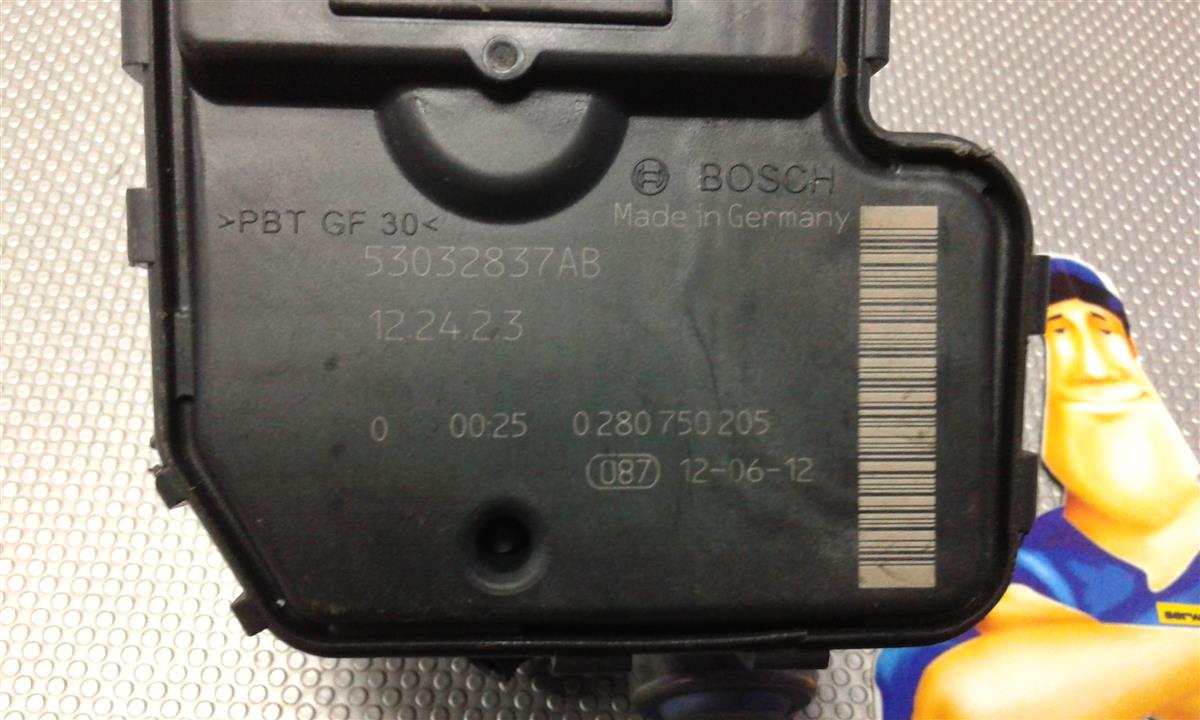 BOSCH
Made in Germany
>PBT GF 30<
53032837AB
12.24.2.3
0 00:25 0 280 750 205
087 12-06-12